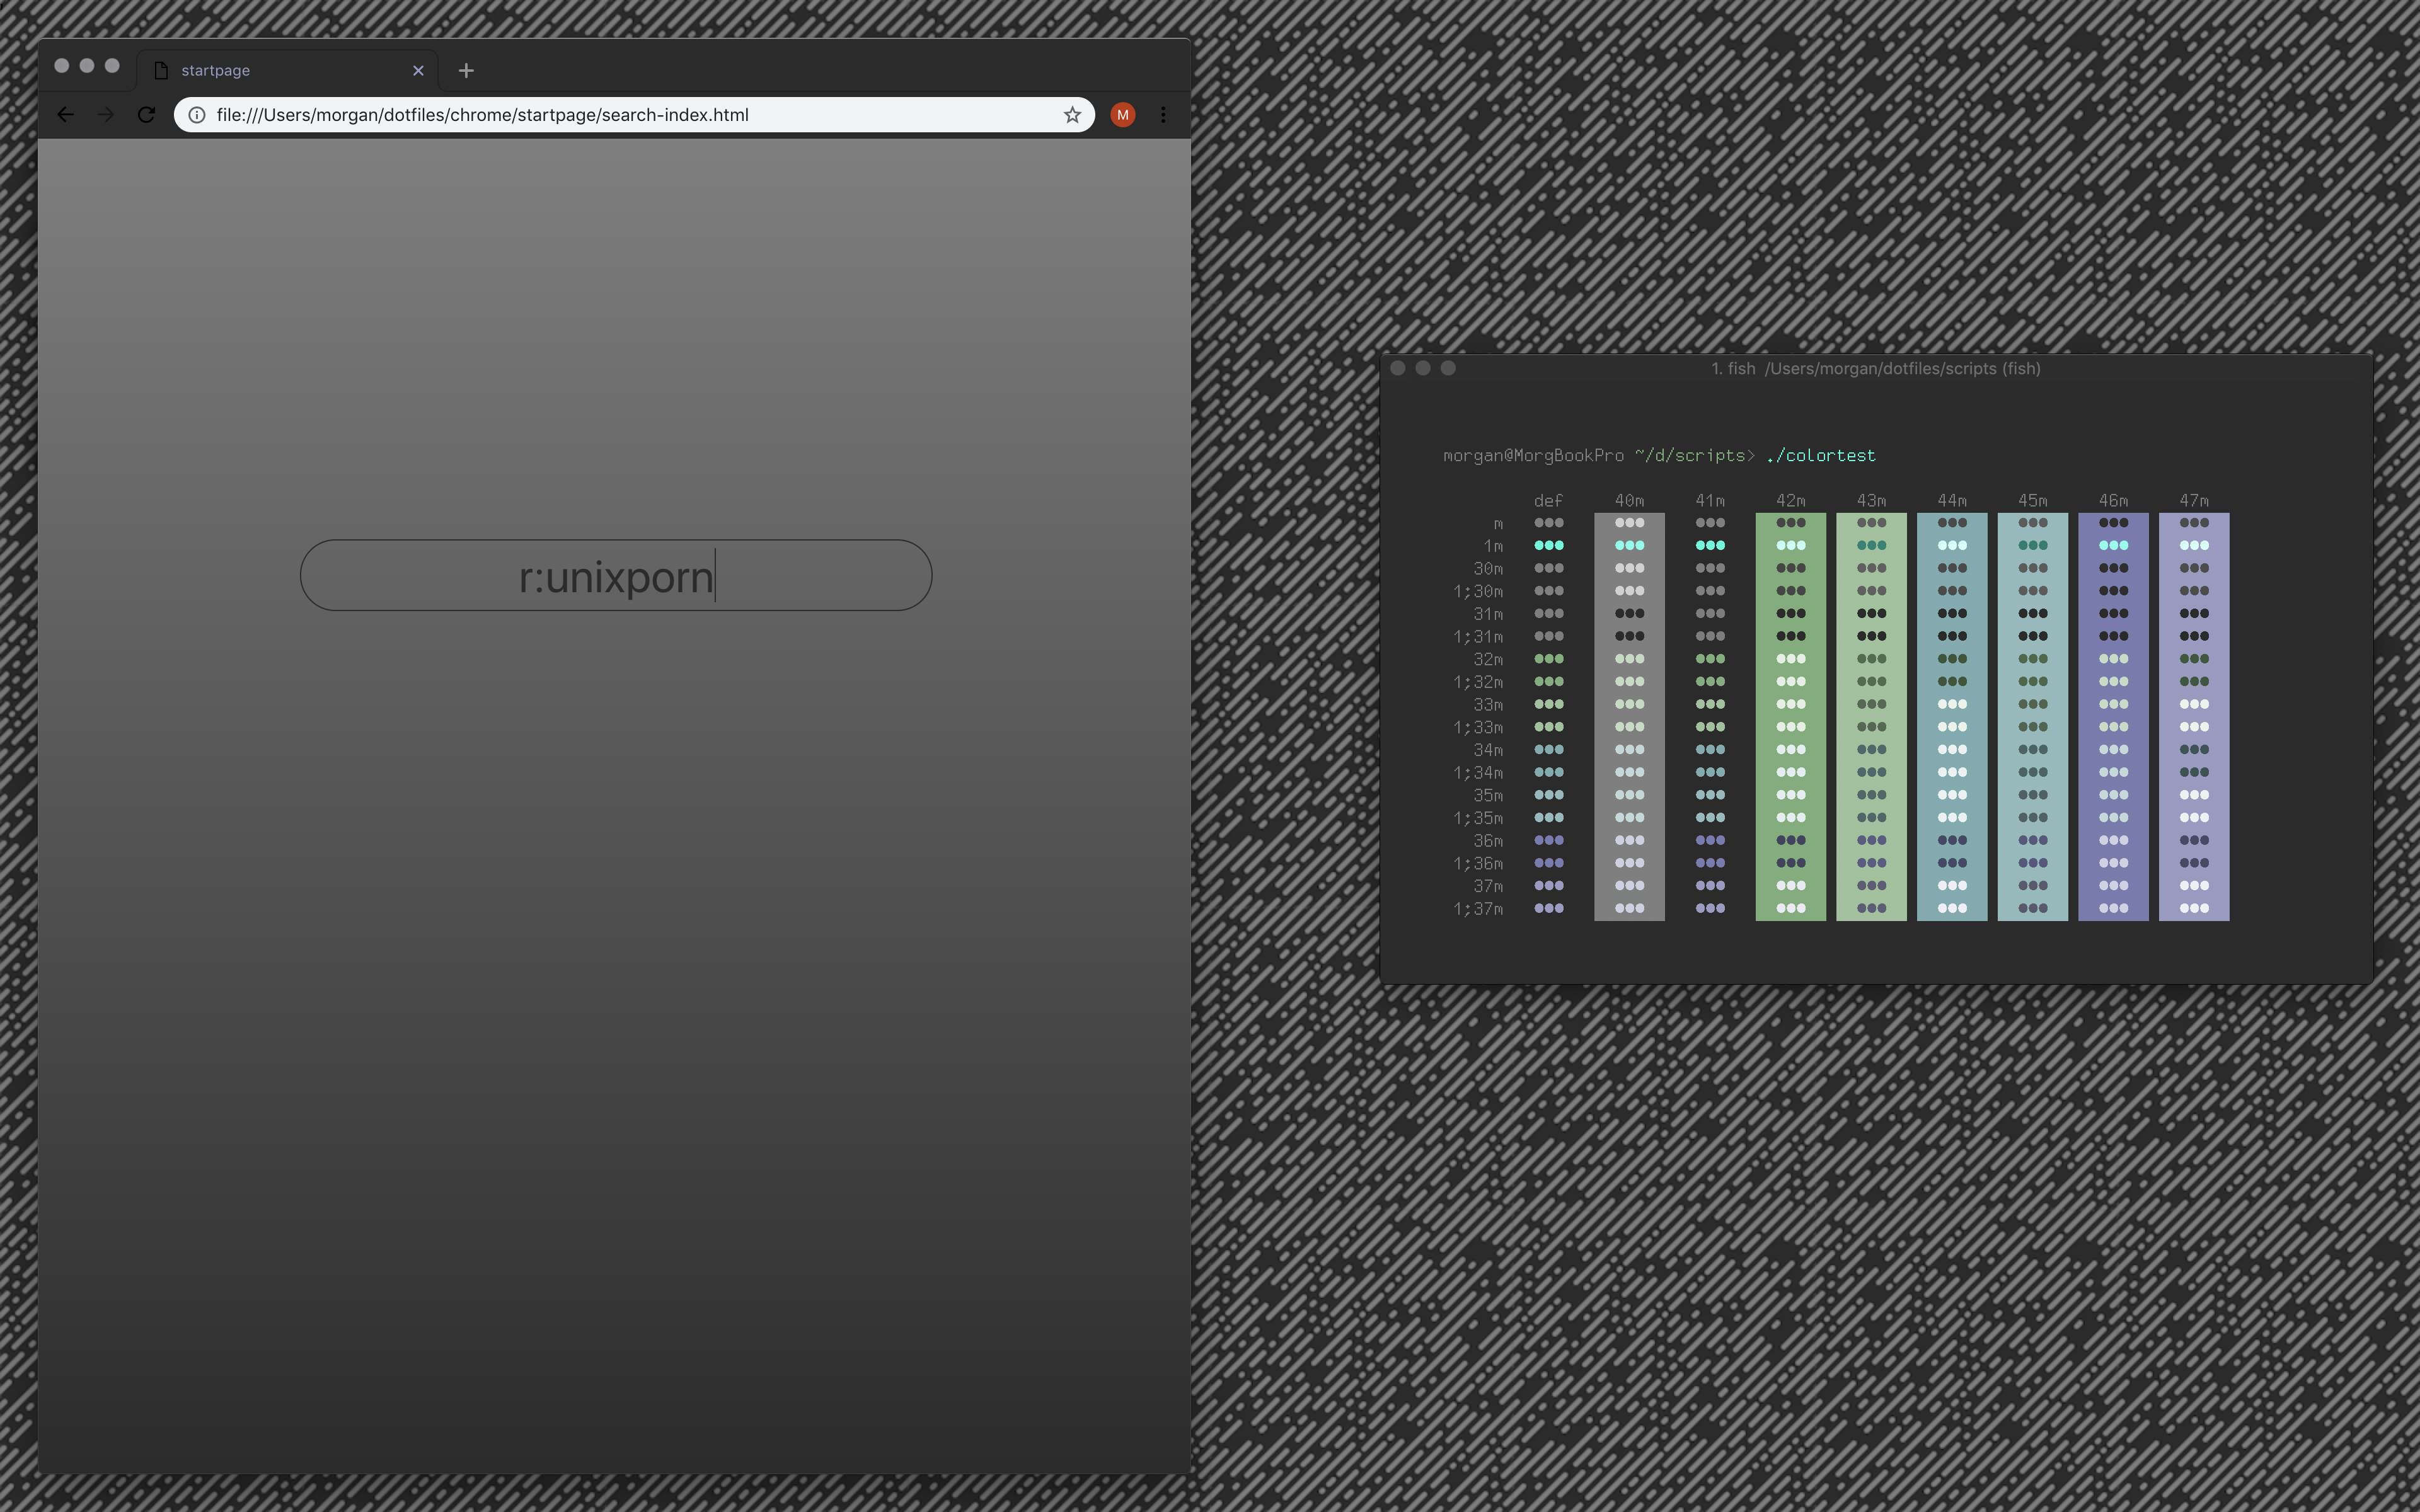 startpage
file:///Users/morgan/dotfiles/chrome/startpage/search-index.html
M
r:unixporn
1. fish /Users/morgan/dotfiles/scripts (fish)
morgan@MorgBookPro ~/d/scripts> ./colortest
def 40m 41m 42m 43m 44m 45m 46m 47m
m
1m
30m
1;30m
31m
1;31m
32m
1;32m
33m
1;33m
34m
1;34m
35m
1;35m
36m
1;36m
37m
1;37m